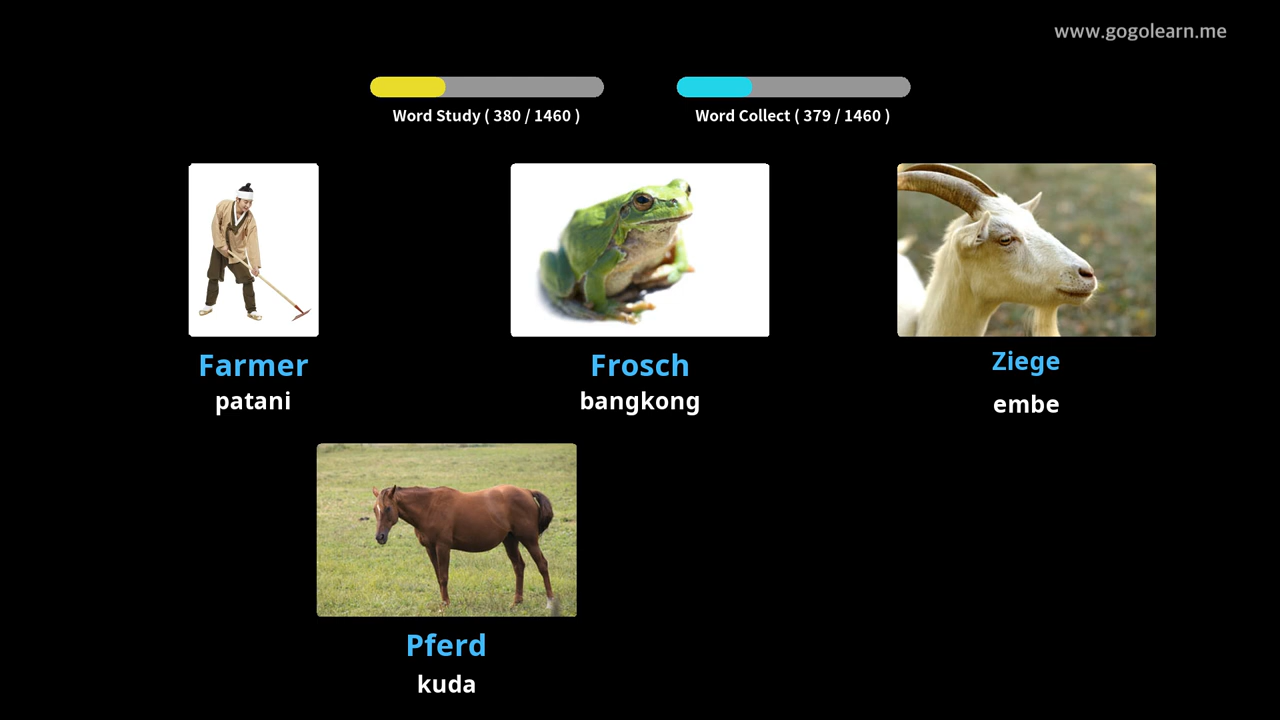 www.gogolearn.me
Word Study ( 380 / 1460 )
Word Collect ( 379 / 1460 )
Farmer
patani
Frosch
bangkong
Ziege
embe
Pferd
kuda